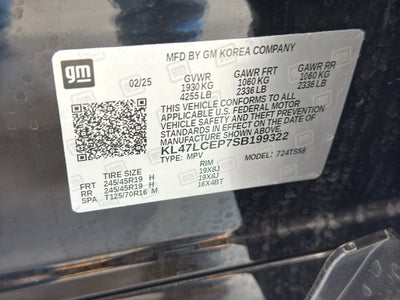 MFD BY GM KOREA COMPANY
gm
02/25 GVWR GAWR FRT GAWR RR
1930 KG 1060 KG 1060 KG
4255 LB 2336 LB 2336 LB
THIS VEHICLE CONFORMS TO ALL APPLICABLE
U.S. FEDERAL MOTOR VEHICLE SAFETY, BUMPER, AND THEFT
PREVENTION STANDARDS IN EFFECT ON THE DATE OF
MANUFACTURE SHOWN ABOVE.
KL47LCEP7SB199322
TYPE: MPV MODEL: 724TS58
TIRE SIZE RIM
FRT 245/45R19 H 19X8J
RR 245/45R19 H 19X8J
SPA T125/70R16 M 16X4BT